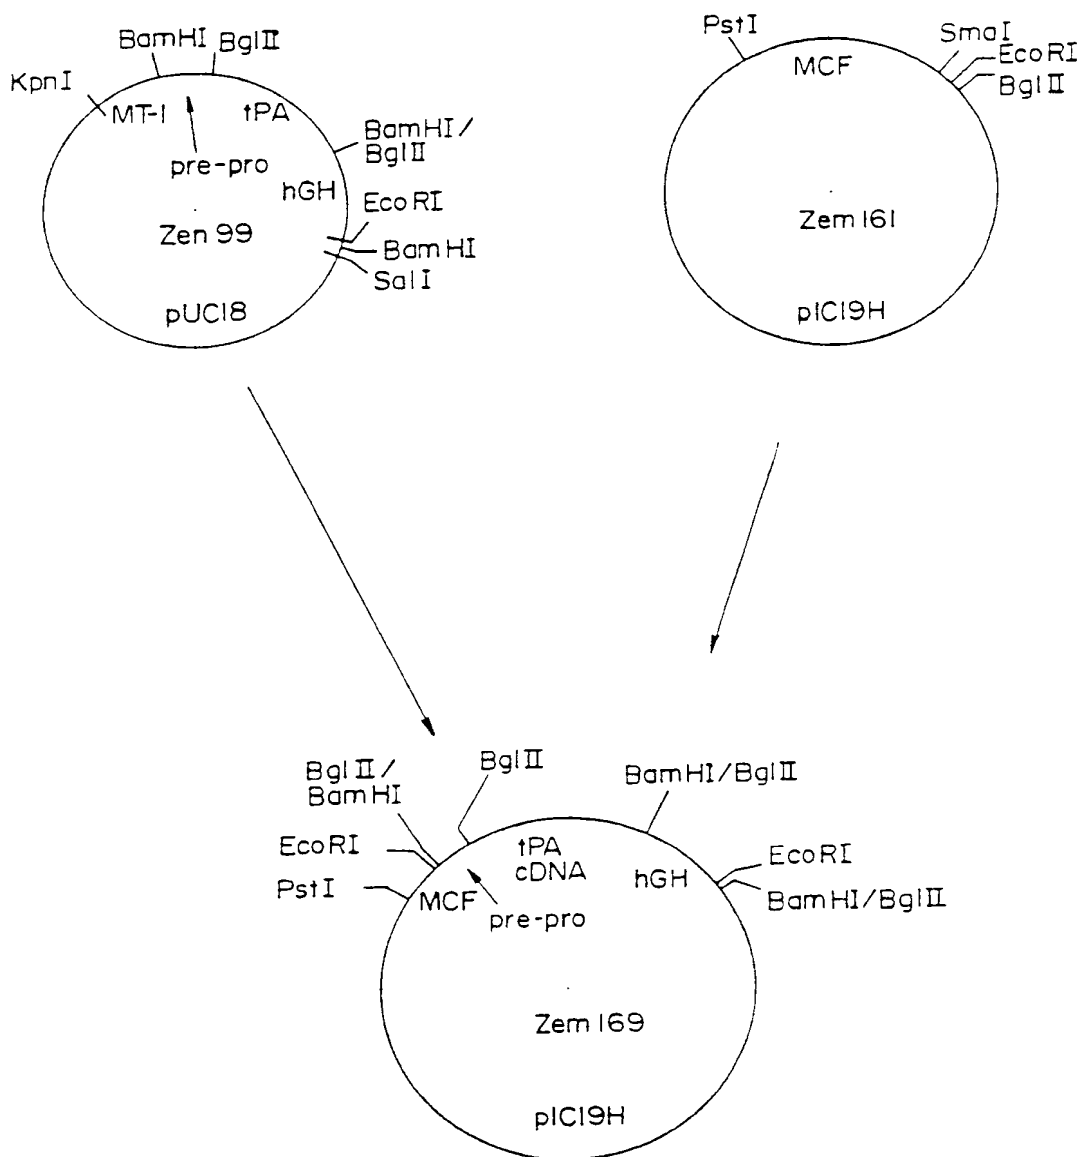 BamHI BglII
KpnI
MT-1 tPA
BamHI/
BglII
pre-pro
hGH
EcoRI
Zen 99
BamHI
SalI
pUC18
PstI
SmaI
MCF
EcoRI
BglII
Zem 161
pIC19H
BglII/
BamHI
BglII
BamHI/BglII
EcoRI
tPA
cDNA
EcoRI
hGH
PstI
MCF
BamHI/BglII
pre-pro
Zem 169
pIC19H